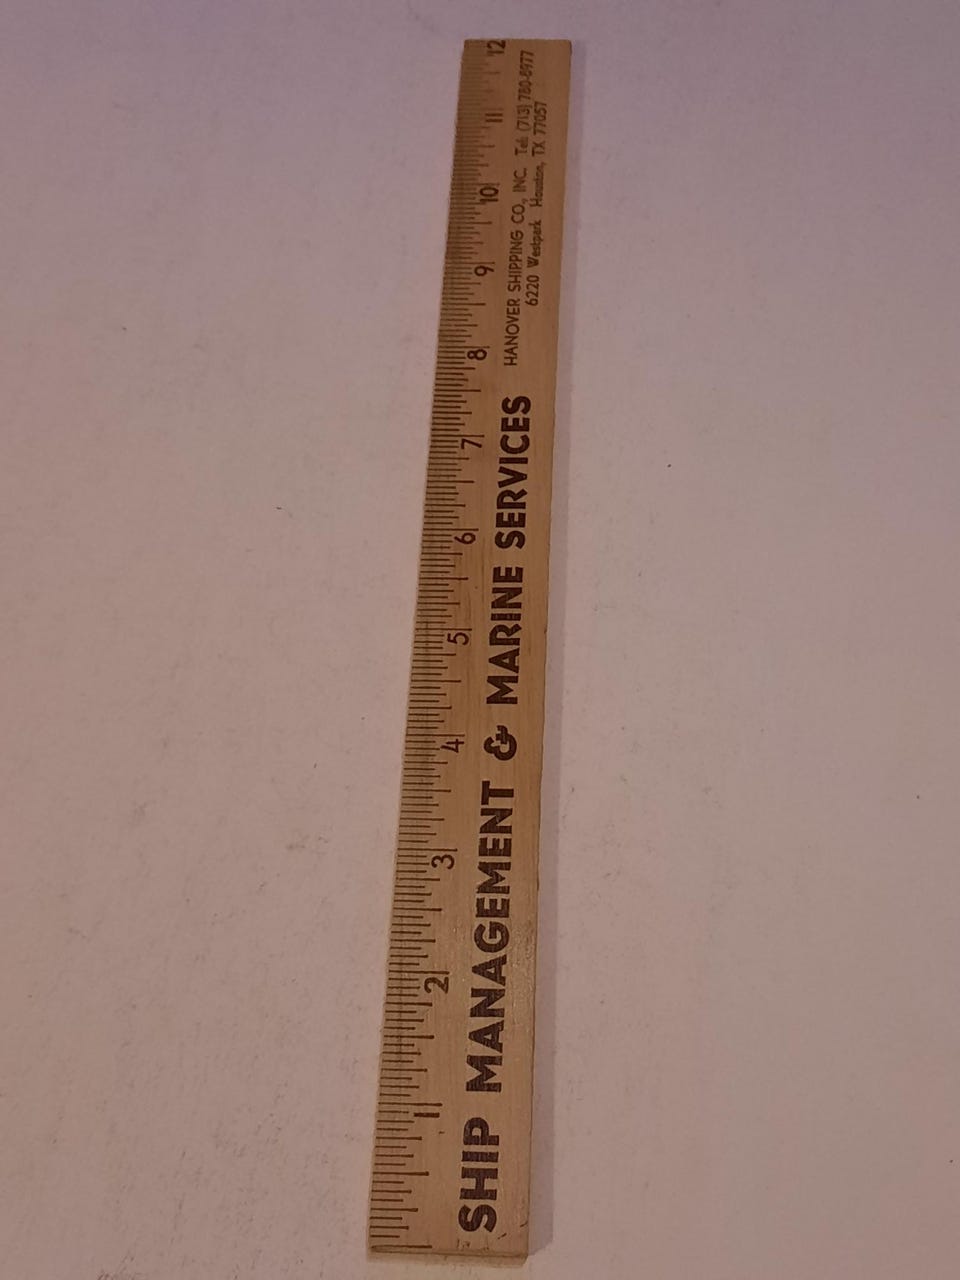 SHIP MANAGEMENT & MARINE SERVICES
HANOVER SHIPPING CO., INC. Tel: (713) 780-8977
6220 Westpark Houston, TX 77057
1 2 3 4 5 6 7 8 9 10 11 12